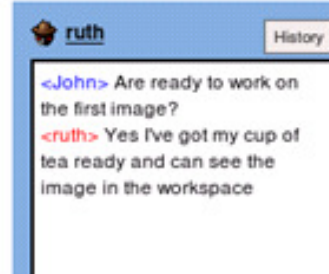 ruth
History
<John> Are ready to work on
the first image?
<ruth> Yes I've got my cup of
tea ready and can see the
image in the workspace